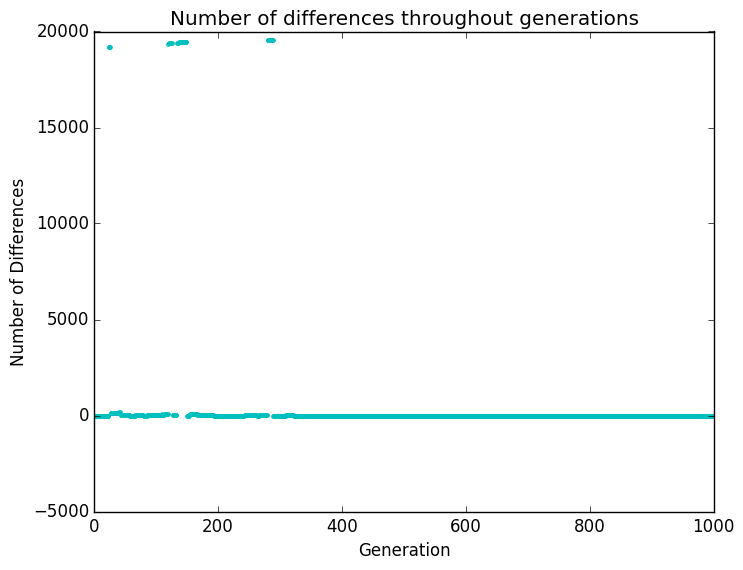 Number of differences throughout generations
20000
15000
10000
5000
0
−5000
Number of Differences
0 200 400 600 800 1000
Generation